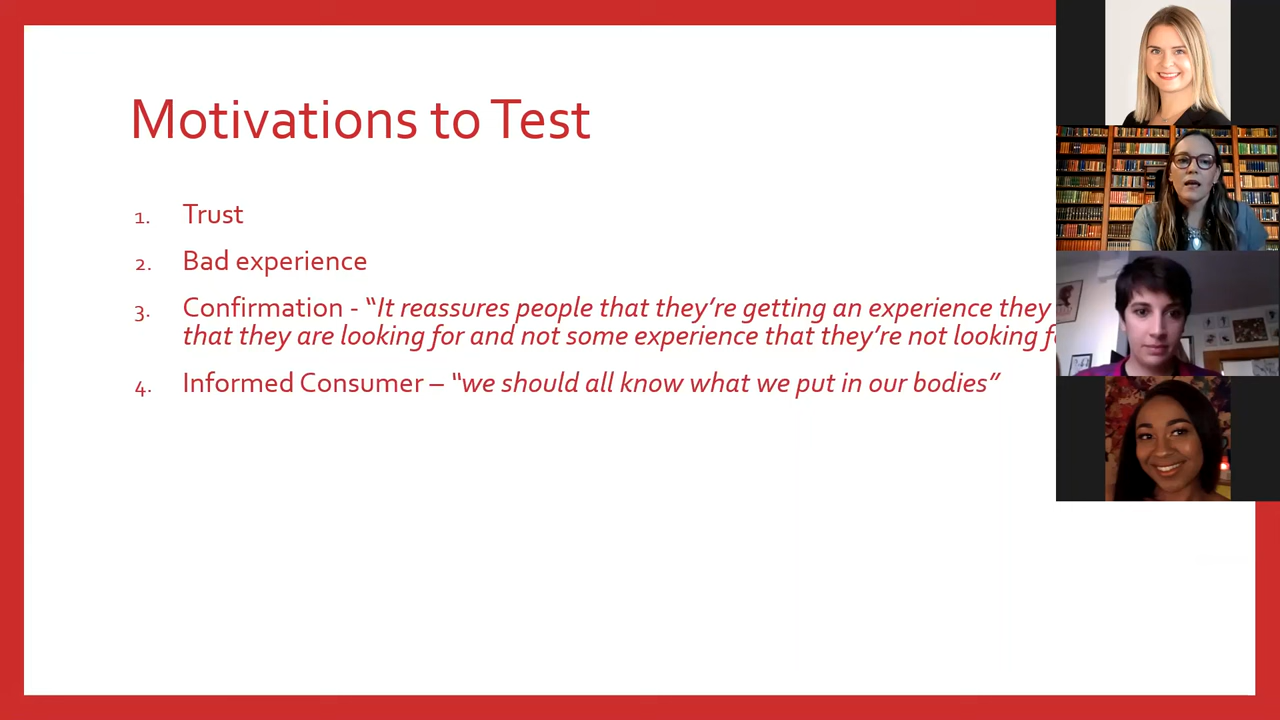 Motivations to Test
1. Trust
2. Bad experience
3. Confirmation - “It reassures people that they’re getting an experience they
that they are looking for and not some experience that they’re not looking
4. Informed Consumer – “we should all know what we put in our bodies”